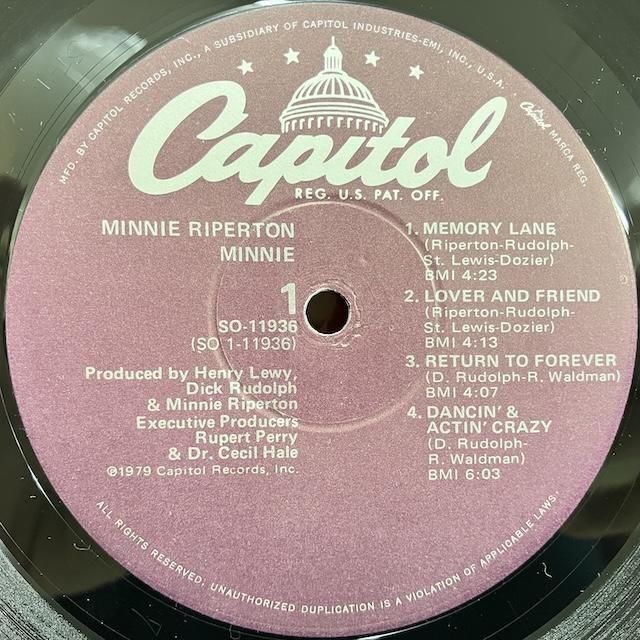 MFD. BY CAPITOL RECORDS, INC., A SUBSIDIARY OF CAPITOL INDUSTRIES-EMI, INC., U.S.A.
Capitol MARCA REG.
Capitol
REG. U.S. PAT. OFF.
MINNIE RIPERTON
MINNIE
1
SO-11936
(SO 1-11936)
Produced by Henry Lewy,
Dick Rudolph
& Minnie Riperton
Executive Producers
Rupert Perry
& Dr. Cecil Hale
℗1979 Capitol Records, Inc.
1. MEMORY LANE
(Riperton-Rudolph-
St. Lewis-Dozier)
BMI 4:23
2. LOVER AND FRIEND
(Riperton-Rudolph-
St. Lewis-Dozier)
BMI 4:13
3. RETURN TO FOREVER
(D. Rudolph-R. Waldman)
BMI 4:07
4. DANCIN' &
ACTIN' CRAZY
(D. Rudolph-
R. Waldman)
BMI 6:03
ALL RIGHTS RESERVED. UNAUTHORIZED DUPLICATION IS A VIOLATION OF APPLICABLE LAWS.